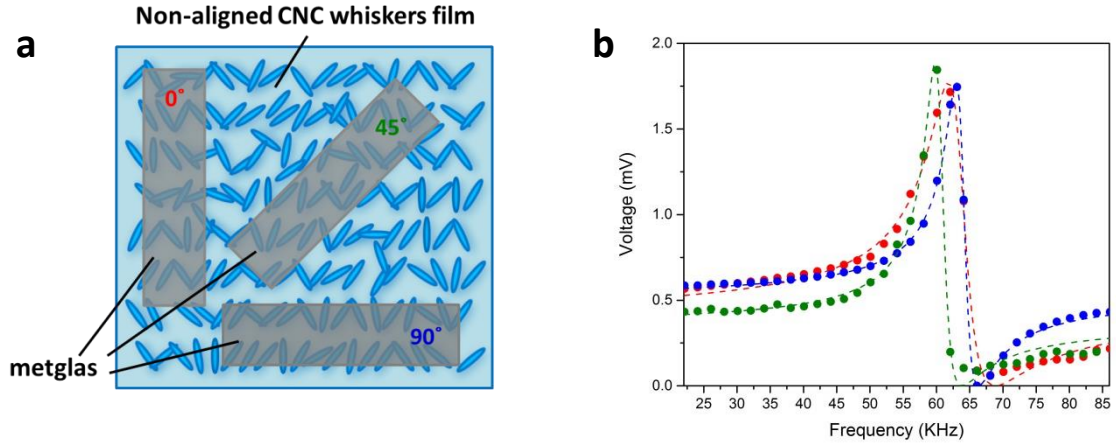 Non-aligned CNC whiskers film
a
0°
45°
90°
metglas
b
2.0
1.5
1.0
0.5
0.0
Voltage (mV)
25 30 35 40 45 50 55 60 65 70 75 80 85
Frequency (KHz)